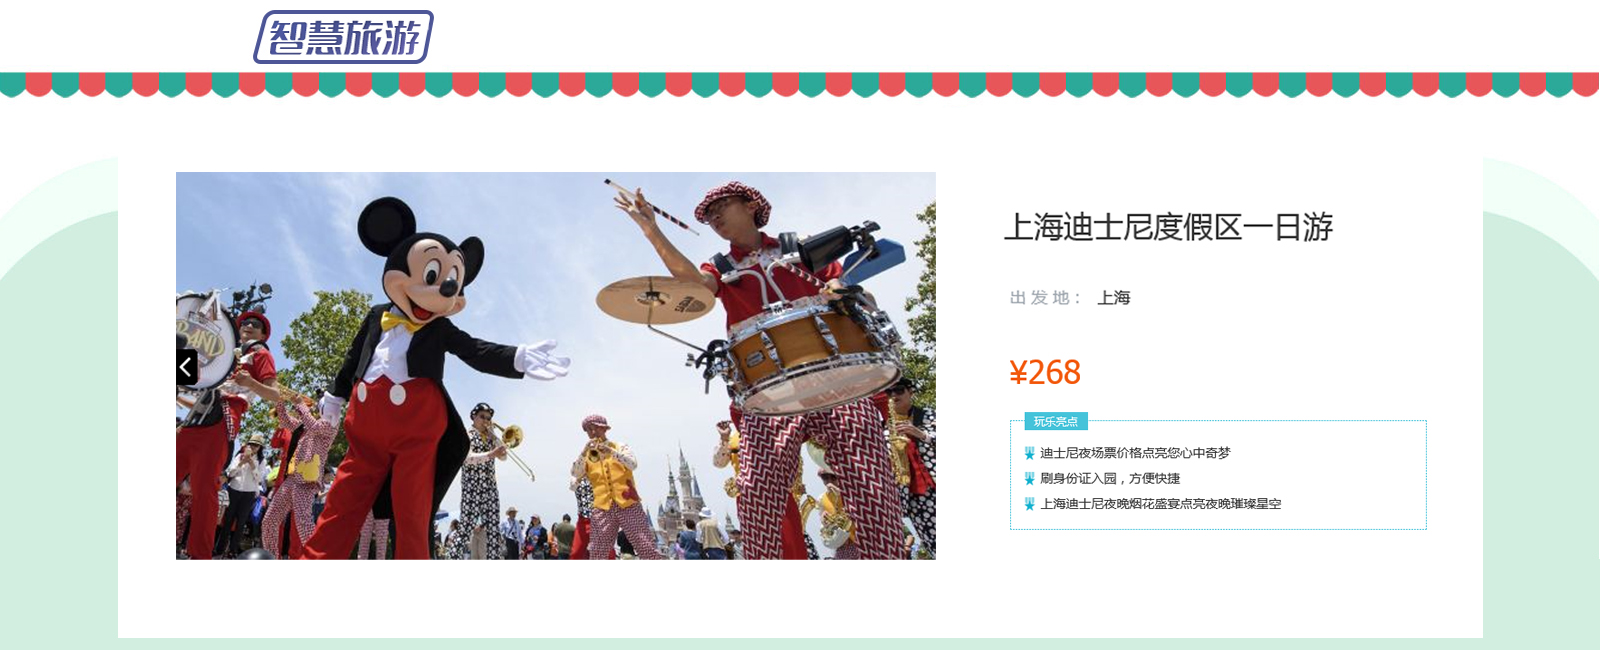 智慧旅游
BAND
上海迪士尼度假区一日游
出 发 地： 上海
¥268
玩乐亮点
迪士尼夜场票价格点亮您心中奇梦
刷身份证入园，方便快捷
上海迪士尼夜晚烟花盛宴点亮夜晚璀璨星空